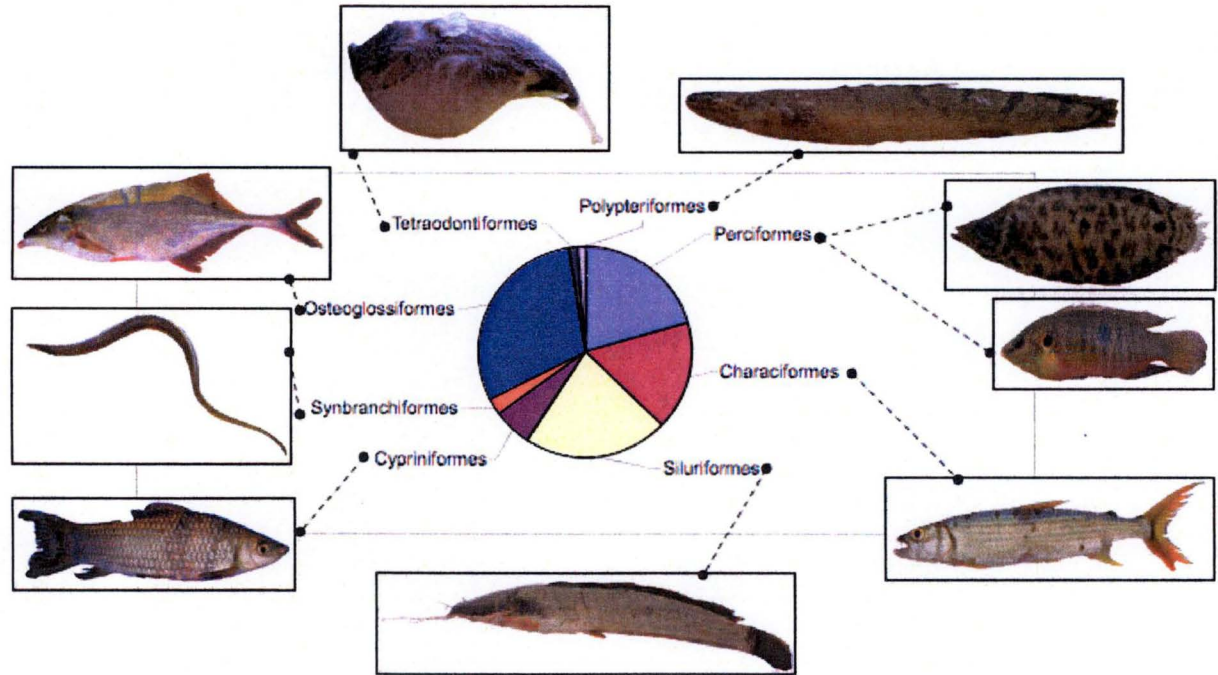 Polypteriformes
Tetraodontiformes
Perciformes
Osteoglossiformes
Characiformes
Synbranchiformes
Cypriniformes
Siluriformes